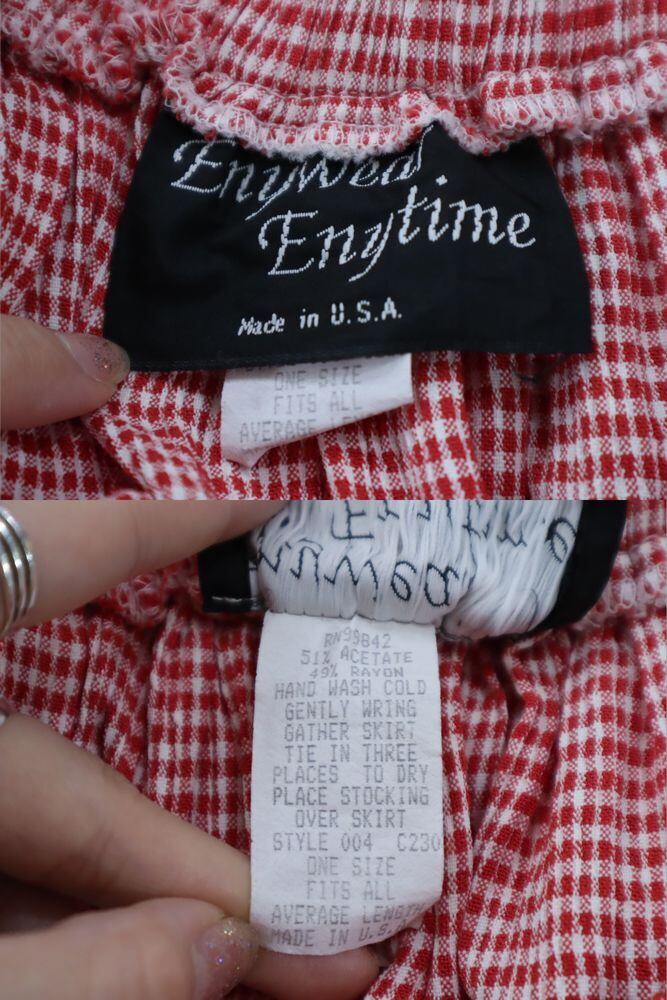 EnyWear
Enytime
Made in U.S.A.
ONE SIZE
FITS ALL
AVERAGE
RN99842
51% ACETATE
49% RAYON
HAND WASH COLD
GENTLY WRING
GATHER SKIRT
TIE IN THREE
PLACES TO DRY
PLACE STOCKING
OVER SKIRT
STYLE 004 C230
ONE SIZE
FITS ALL
AVERAGE LENGTH
MADE IN U.S.A